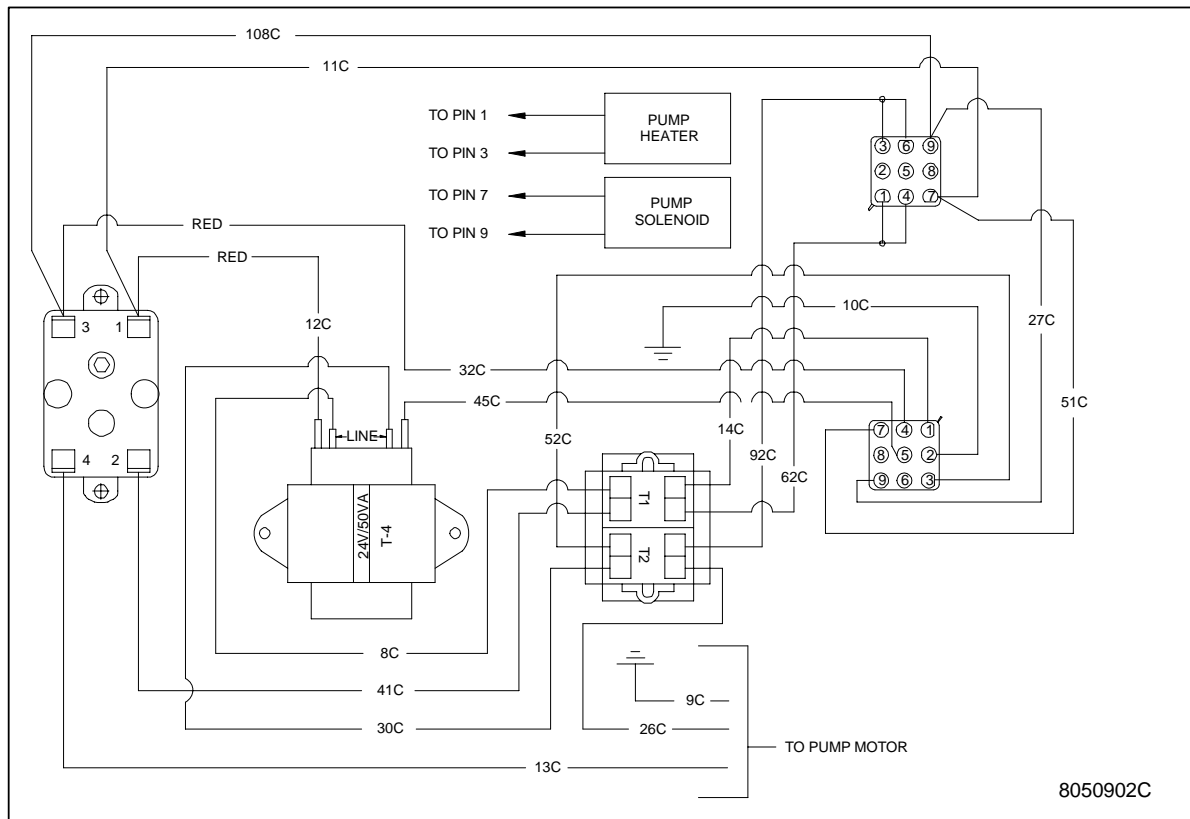 108C
11C
TO PIN 1
PUMP
HEATER
TO PIN 3
TO PIN 7
PUMP
SOLENOID
TO PIN 9
3 6 9
2 5 8
1 4 7
RED
RED
3 1
12C
10C
27C
32C
45C
51C
LINE
52C
14C
92C
62C
7 4 1
8 5 2
9 6 3
4 2
24V/50VA
T-4
T1
T2
8C
41C
9C
30C
26C
TO PUMP MOTOR
13C
8050902C